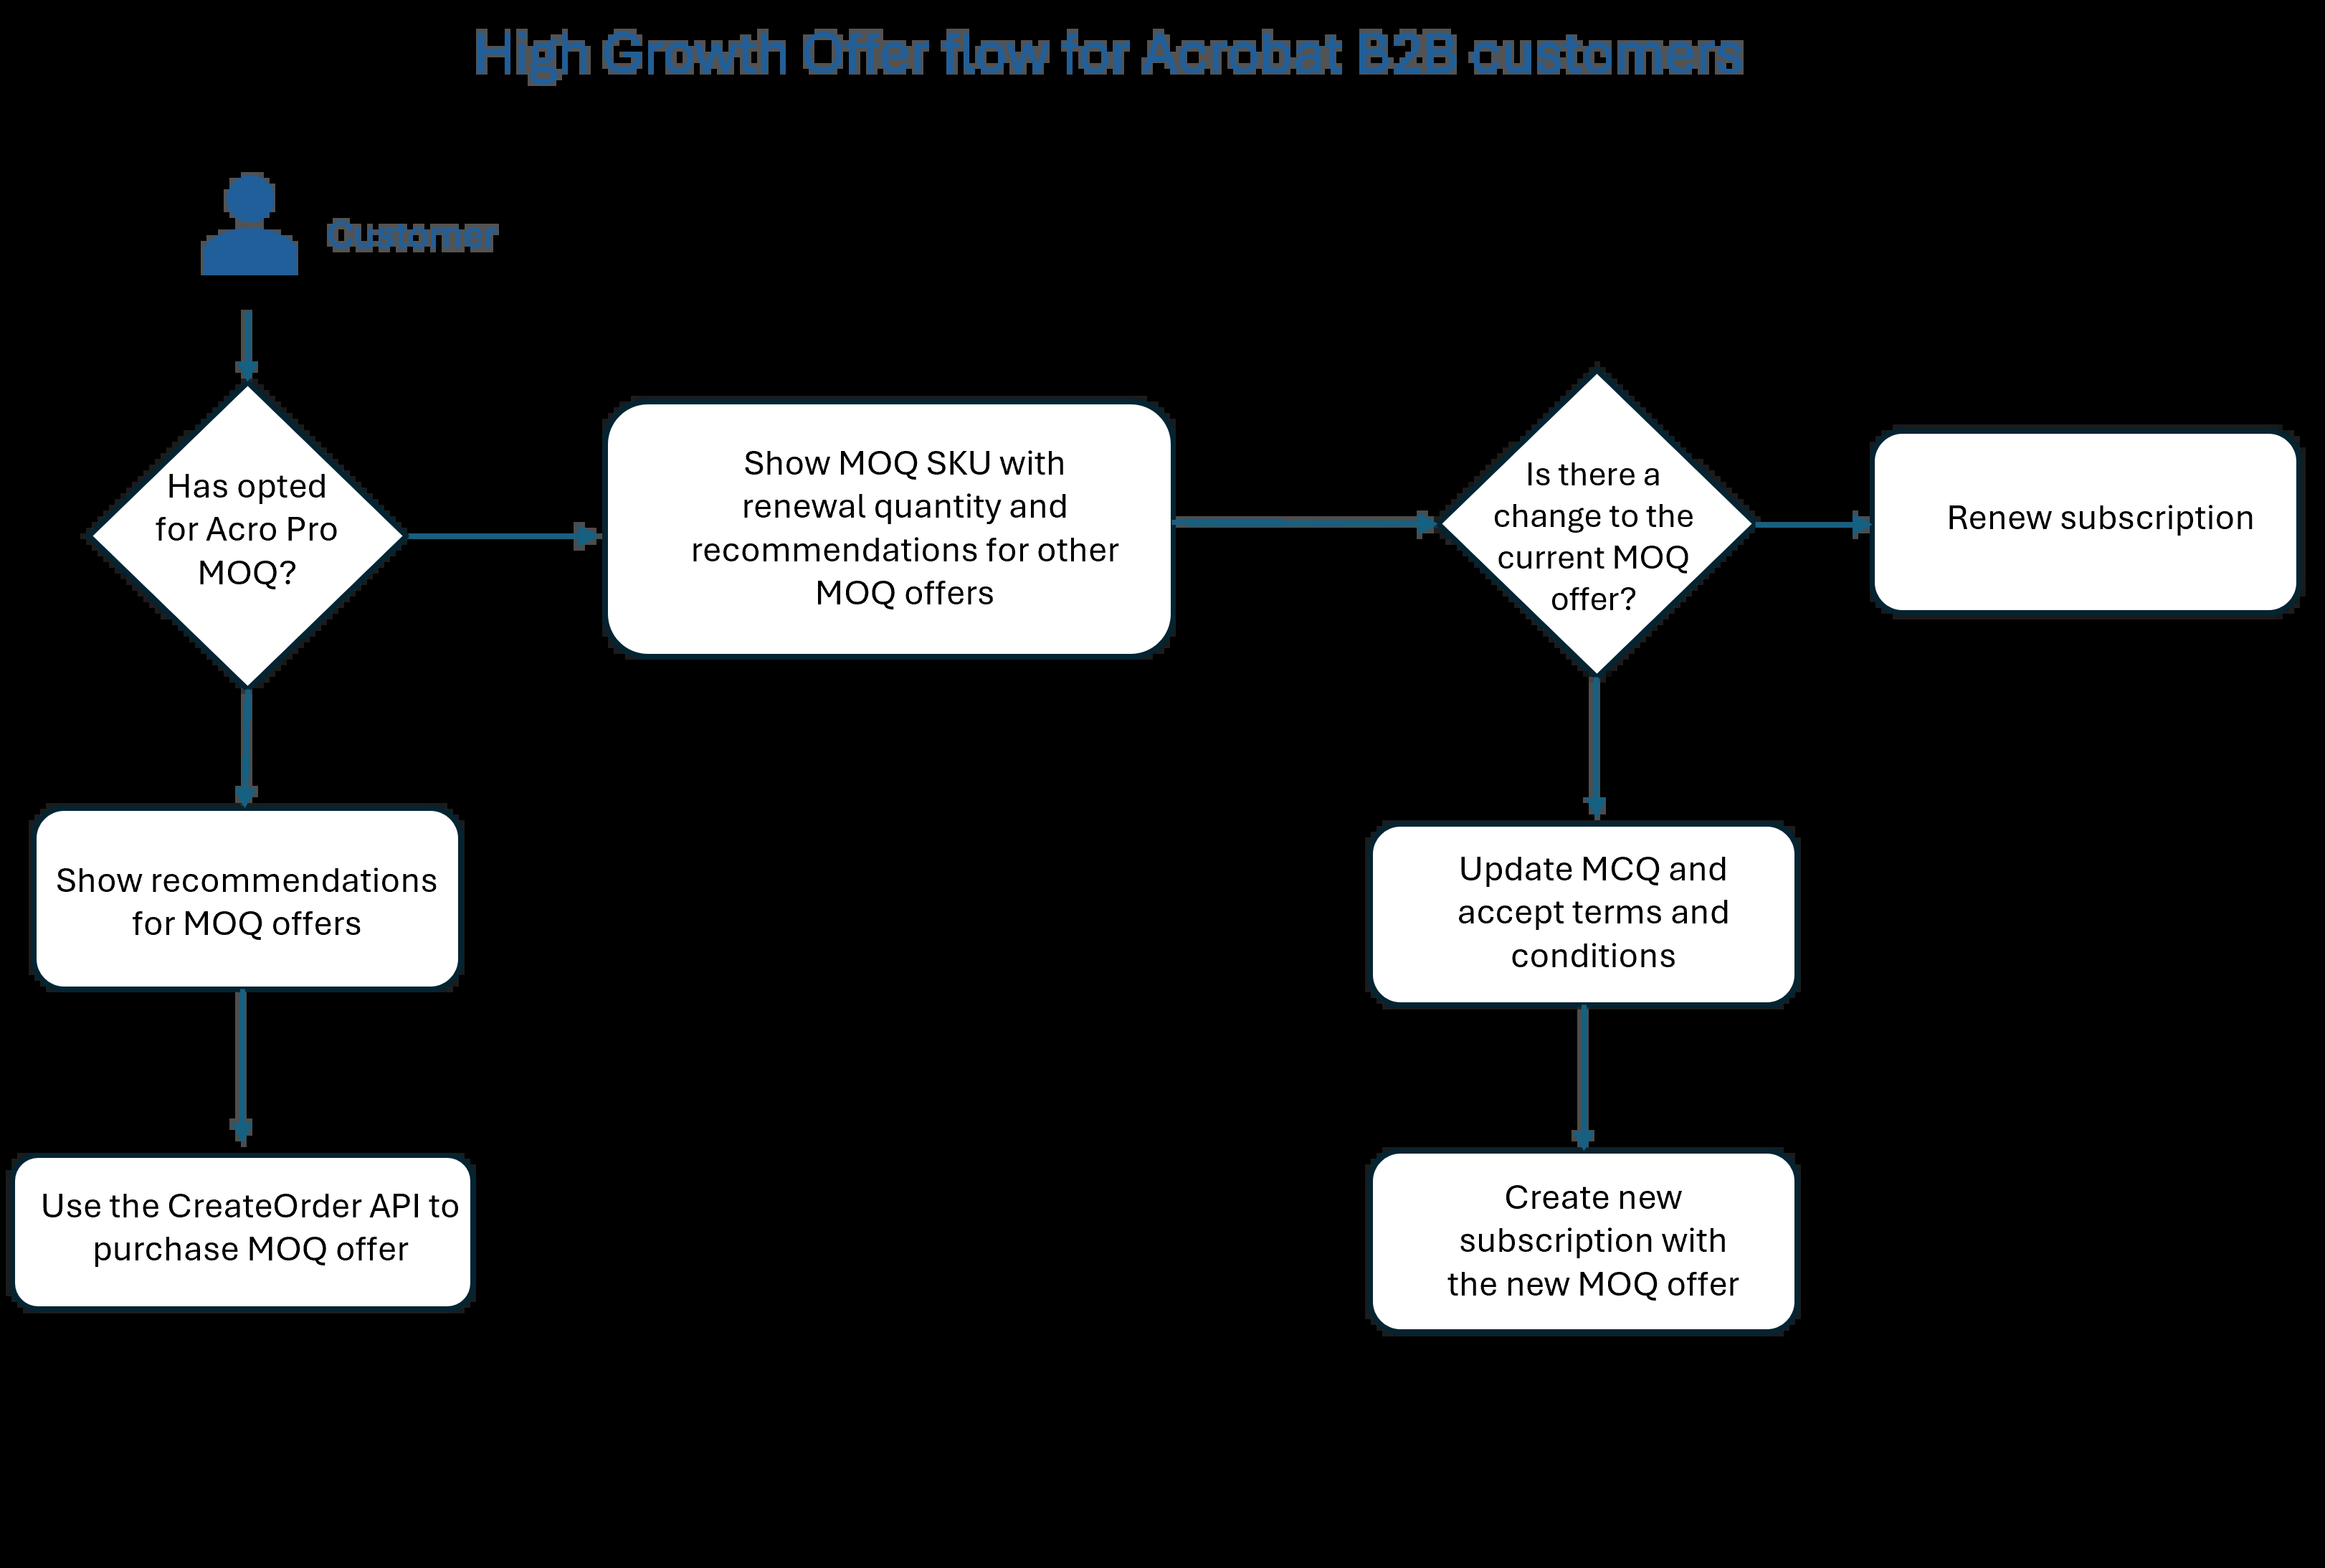 High Growth Offer flow for Acrobat B2B customers
Customer
Has opted
for Acro Pro
MOQ?
Show MOQ SKU with
renewal quantity and
recommendations for other
MOQ offers
Is there a
change to the
current MOQ
offer?
Renew subscription
Show recommendations
for MOQ offers
Update MCQ and
accept terms and
conditions
Use the CreateOrder API to
purchase MOQ offer
Create new
subscription with
the new MOQ offer